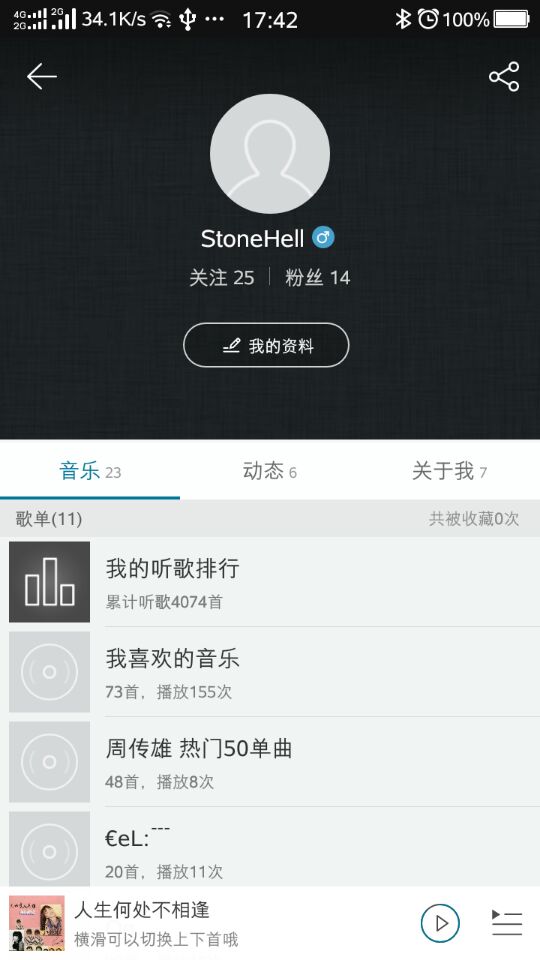 4G 2G 2G 34.1K/s 17:42 100%
StoneHell
关注 25 粉丝 14
我的资料
音乐 23 动态 6 关于我 7
歌单(11) 共被收藏0次
我的听歌排行
累计听歌4074首
我喜欢的音乐
73首，播放155次
周传雄 热门50单曲
48首，播放8次
€eL:¯¯¯
20首，播放11次
人生何处不相逢
横滑可以切换上下首哦